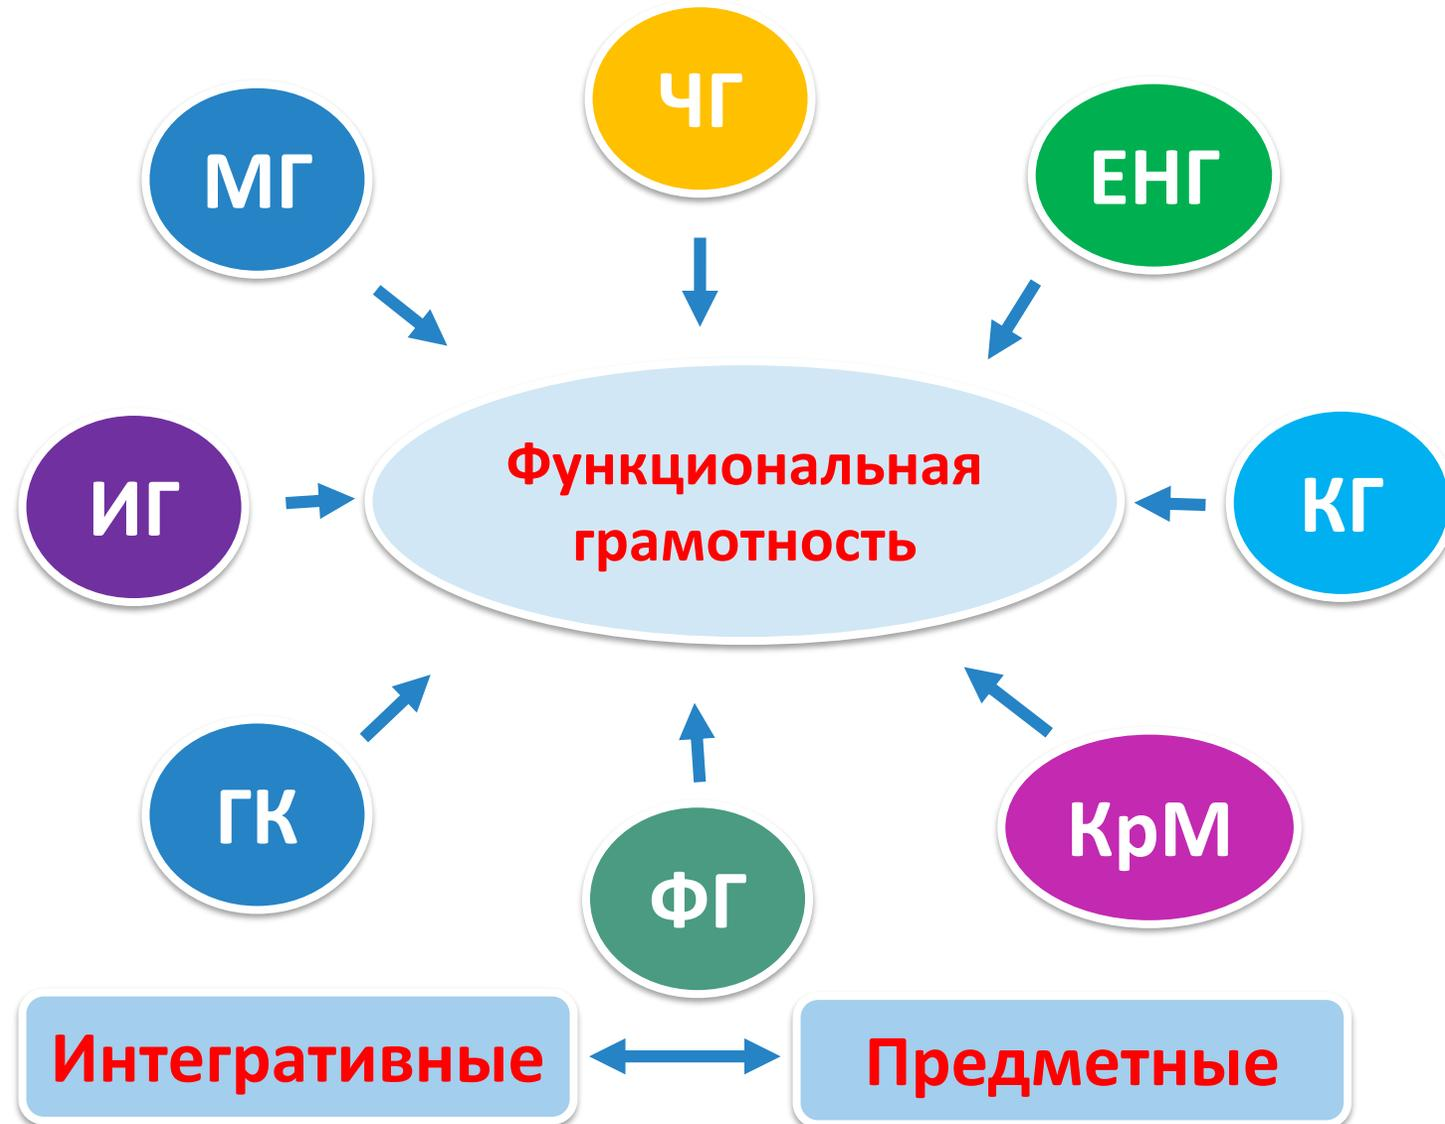 ЧГ
МГ
ЕНГ
Функциональная
грамотность
ИГ
КГ
ГК
КрМ
ФГ
Интегративные
Предметные